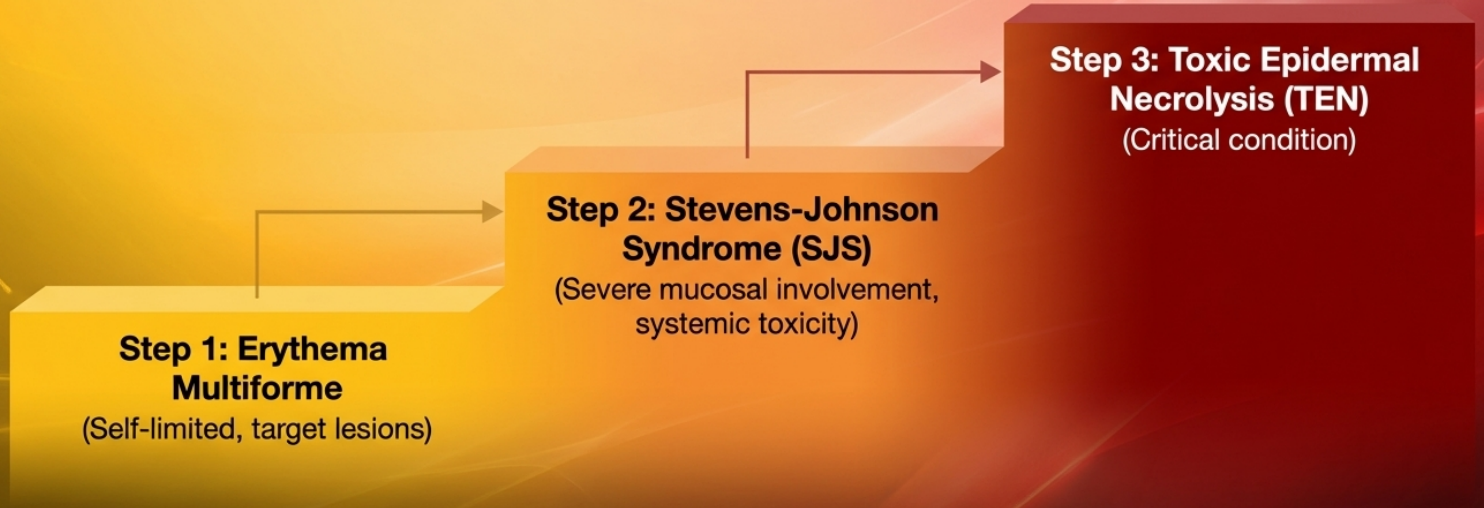 Step 1: Erythema
Multiforme
(Self-limited, target lesions)
Step 2: Stevens-Johnson
Syndrome (SJS)
(Severe mucosal involvement,
systemic toxicity)
Step 3: Toxic Epidermal
Necrolysis (TEN)
(Critical condition)